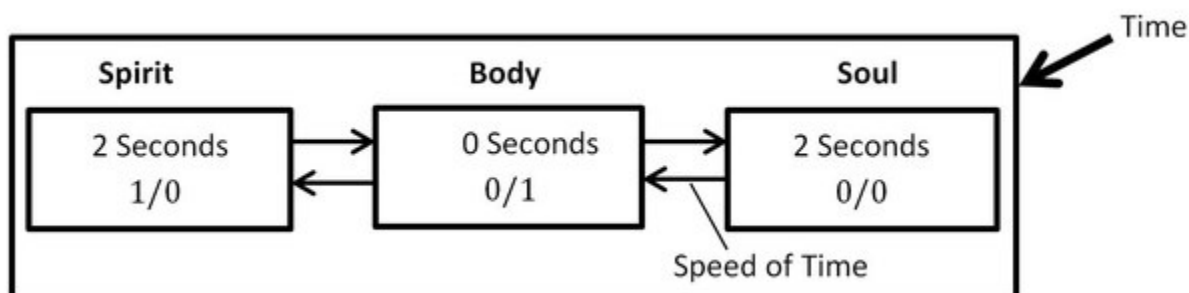 Time
Spirit
Body
Soul
2 Seconds
1/0
0 Seconds
0/1
2 Seconds
0/0
Speed of Time